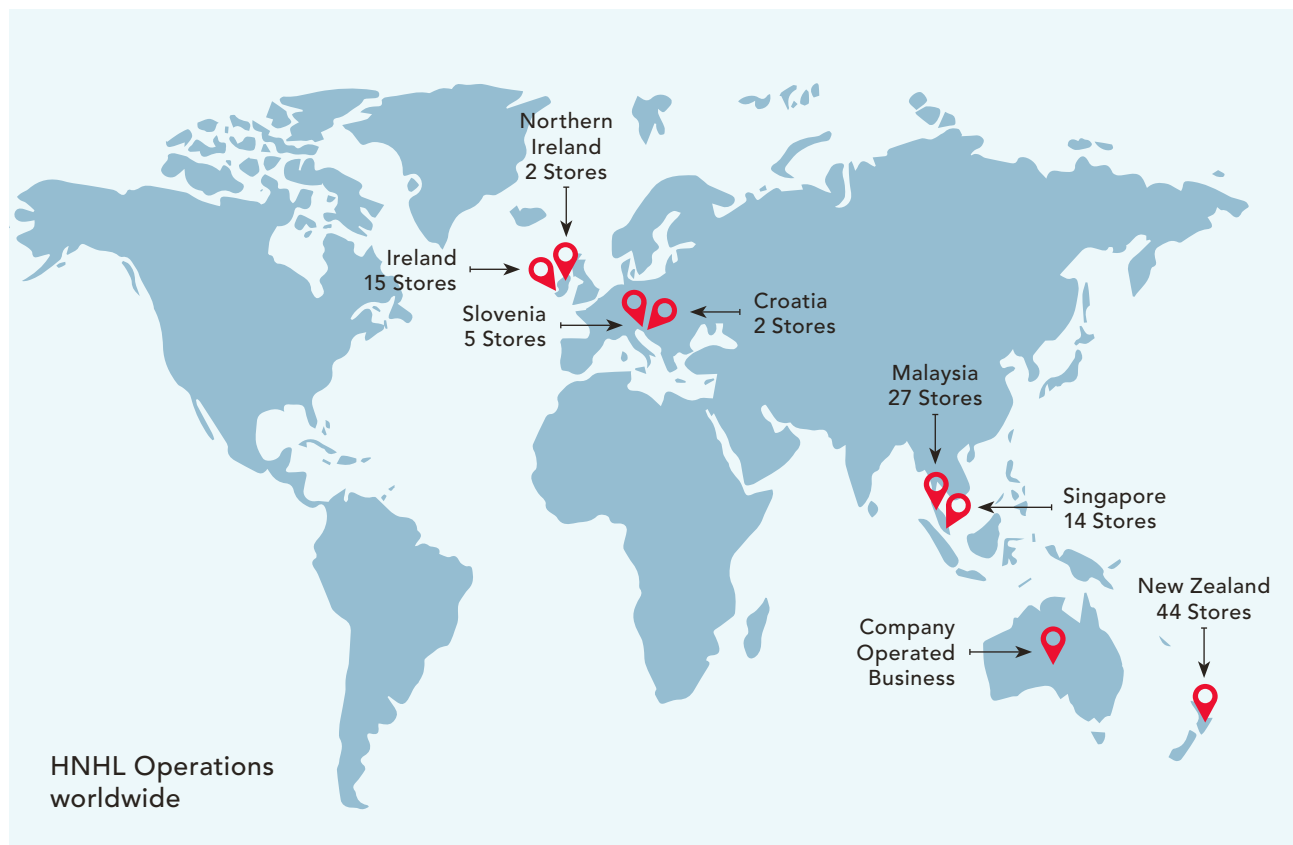 Northern
Ireland
2 Stores
Ireland
15 Stores
Slovenia
5 Stores
Croatia
2 Stores
Malaysia
27 Stores
Singapore
14 Stores
New Zealand
44 Stores
Company
Operated
Business
HNHL Operations
worldwide